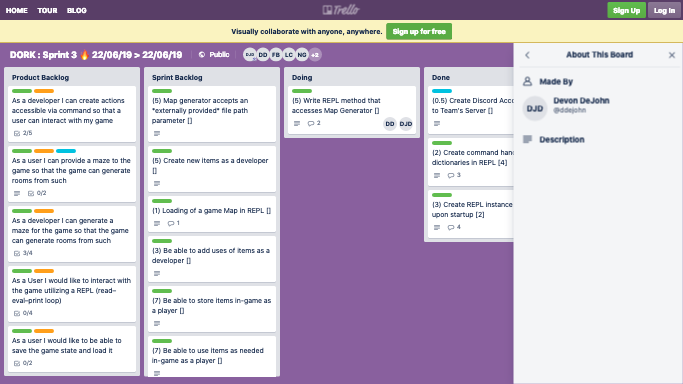 HOME TOUR BLOG
Trello
Sign Up Log In
Visually collaborate with anyone, anywhere. Sign up for free
DORK : Sprint 3 🔥 22/06/19 > 22/06/19
Public
DJD DD FB LC NG +2
About This Board
Made By
DJD
Devon DeJohn
@ddejohn
Description
Product Backlog
As a developer I can create actions
accessible via command so that a
user can interact with my game
2/5
As a user I can provide a maze to the
game so that the game can generate
rooms from such
0/2
As a developer I can generate a
maze for the game so that the game
can generate rooms from such
3/4
As a User I would like to interact with
the game utilizing a REPL (read-
eval-print loop)
0/4
As a user I would like to be able to
save the game state and load it
0/2
Sprint Backlog
(5) Map generator accepts an
*externally provided* file path
parameter []
(5) Create new items as a developer
[]
(1) Loading of a game Map in REPL []
1
(3) Be able to add uses of items as a
developer []
(7) Be able to store items in-game as
a player []
(7) Be able to use items as needed
in-game as a player []
Doing
(5) Write REPL method that
accesses Map Generator []
2
DD DJD
Done
(0.5) Create Discord Acc
to Team's Server []
(2) Create command han
dictionaries in REPL [4]
3
(3) Create REPL instance
upon startup [2]
4